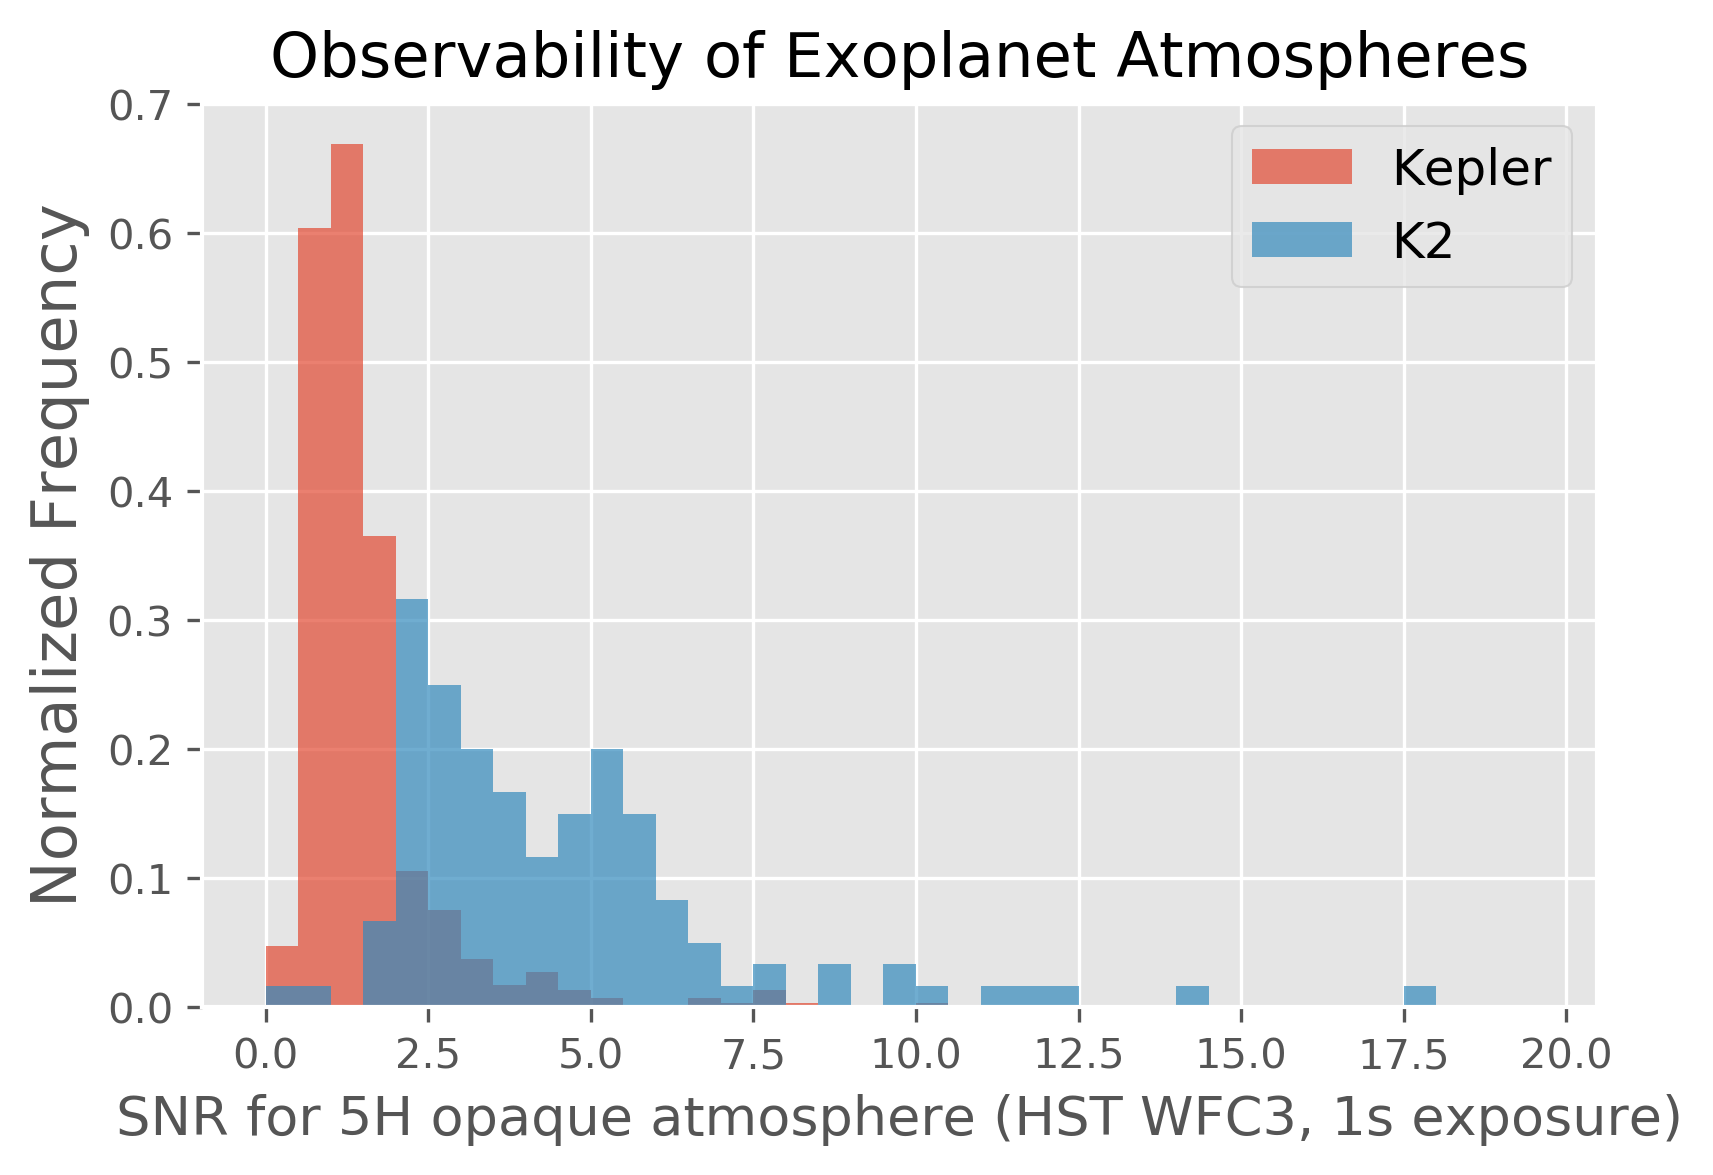 Observability of Exoplanet Atmospheres
Kepler
K2
Normalized Frequency
0.7
0.6
0.5
0.4
0.3
0.2
0.1
0.0
0.0 2.5 5.0 7.5 10.0 12.5 15.0 17.5 20.0
SNR for 5H opaque atmosphere (HST WFC3, 1s exposure)